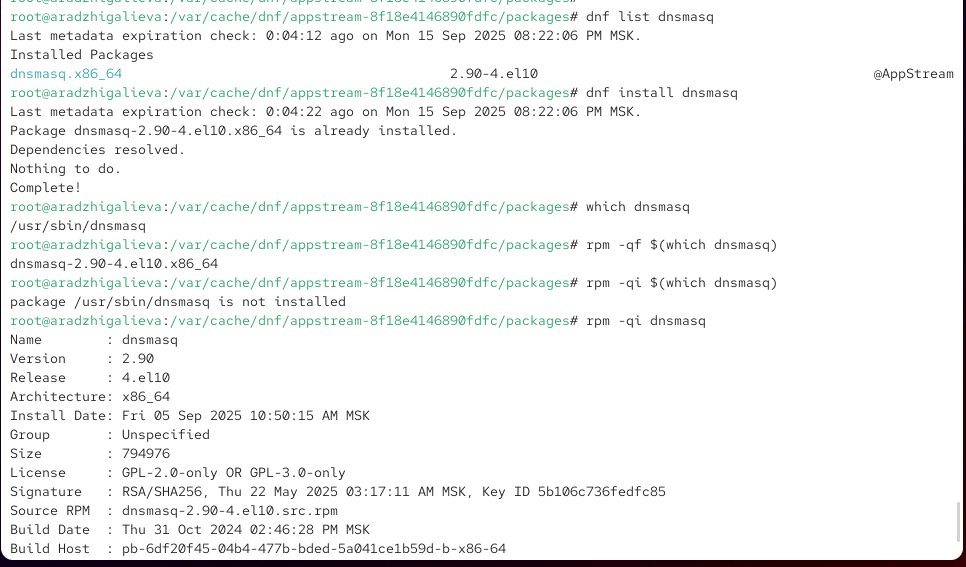 root@aradzhigalieva:/var/cache/dnf/appstream-8f18e4146890fdfc/packages#
root@aradzhigalieva:/var/cache/dnf/appstream-8f18e4146890fdfc/packages# dnf list dnsmasq
Last metadata expiration check: 0:04:12 ago on Mon 15 Sep 2025 08:22:06 PM MSK.
Installed Packages
dnsmasq.x86_64 2.90-4.el10 @AppStream
root@aradzhigalieva:/var/cache/dnf/appstream-8f18e4146890fdfc/packages# dnf install dnsmasq
Last metadata expiration check: 0:04:22 ago on Mon 15 Sep 2025 08:22:06 PM MSK.
Package dnsmasq-2.90-4.el10.x86_64 is already installed.
Dependencies resolved.
Nothing to do.
Complete!
root@aradzhigalieva:/var/cache/dnf/appstream-8f18e4146890fdfc/packages# which dnsmasq
/usr/sbin/dnsmasq
root@aradzhigalieva:/var/cache/dnf/appstream-8f18e4146890fdfc/packages# rpm -qf $(which dnsmasq)
dnsmasq-2.90-4.el10.x86_64
root@aradzhigalieva:/var/cache/dnf/appstream-8f18e4146890fdfc/packages# rpm -qi $(which dnsmasq)
package /usr/sbin/dnsmasq is not installed
root@aradzhigalieva:/var/cache/dnf/appstream-8f18e4146890fdfc/packages# rpm -qi dnsmasq
Name        : dnsmasq
Version     : 2.90
Release     : 4.el10
Architecture: x86_64
Install Date: Fri 05 Sep 2025 10:50:15 AM MSK
Group       : Unspecified
Size        : 794976
License     : GPL-2.0-only OR GPL-3.0-only
Signature   : RSA/SHA256, Thu 22 May 2025 03:17:11 AM MSK, Key ID 5b106c736fedfc85
Source RPM  : dnsmasq-2.90-4.el10.src.rpm
Build Date  : Thu 31 Oct 2024 02:46:28 PM MSK
Build Host  : pb-6df20f45-04b4-477b-bded-5a041ce1b59d-b-x86-64